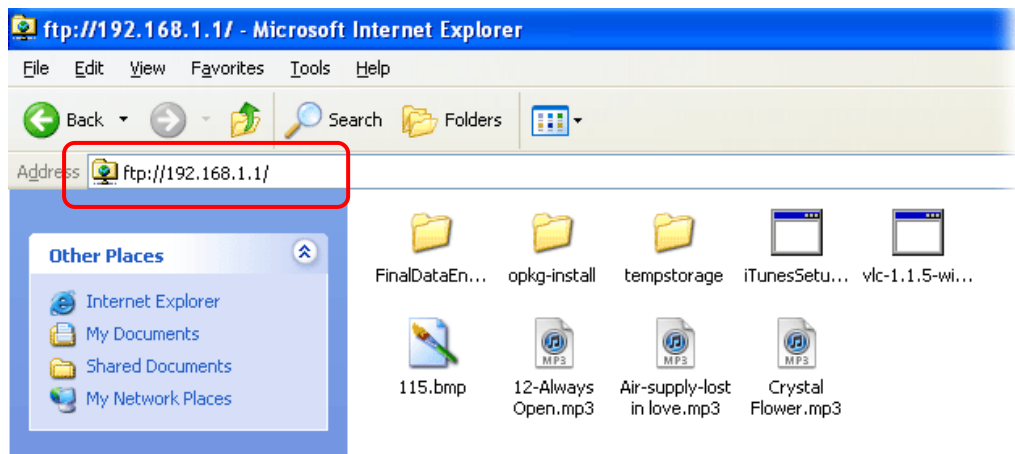 ftp://192.168.1.1/ - Microsoft Internet Explorer
File Edit View Favorites Tools Help
Back Search Folders
Address ftp://192.168.1.1/
Other Places
Internet Explorer
My Documents
Shared Documents
My Network Places
FinalDataEn... opkg-install tempstorage iTunesSetu... vlc-1.1.5-wi...
MP3 MP3 MP3
115.bmp 12-Always Air-supply-lost Crystal
Open.mp3 in love.mp3 Flower.mp3